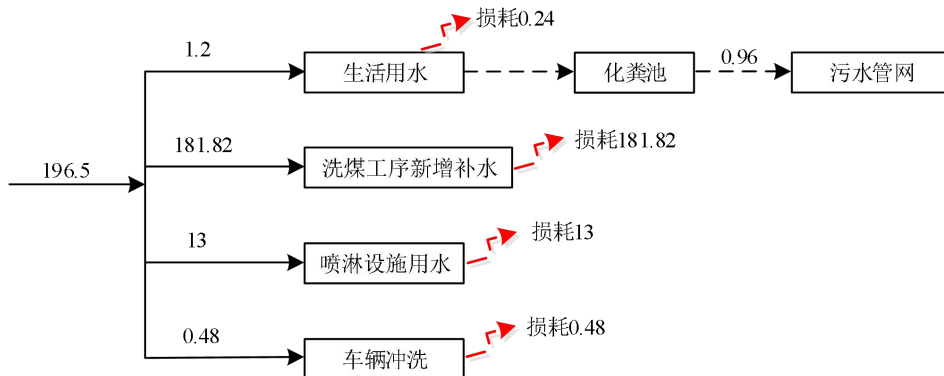 损耗0.24
1.2
生活用水
化粪池
0.96
污水管网
181.82
洗煤工序新增补水
损耗181.82
196.5
13
喷淋设施用水
损耗13
0.48
车辆冲洗
损耗0.48